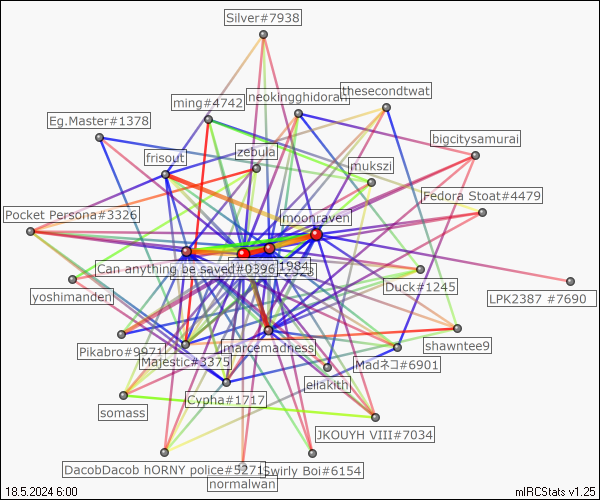 Silver#7938
thesecondtwat
neokingghidorah
ming#4742
Eg.Master#1378
bigcitysamurai
zebula
frisout
mukszi
Fedora Stoat#4479
Pocket Persona#3326
moonraven
Can anything be saved#0396
1984
Duck#1245
LPK2387 #7690
yoshimanden
Pikabro#9971
marcemadness
shawntee9
Majestic#3375
Madネコ#6901
eliakith
Cypha#1717
somass
JKOUYH VIII#7034
DacobDacob hORNY police#5271
Swirly Boi#6154
normalwan
18.5.2024 6:00
mIRCStats v1.25